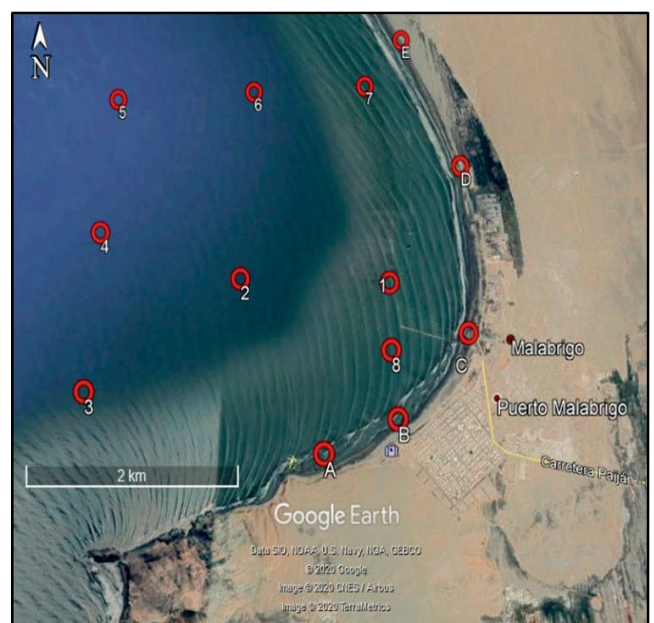 N
E
7
6
5
D
4
2
1
C
Malabrigo
8
3
Puerto Malabrigo
B
A
Carretera Paiján
2 km
Google Earth
Data SIO, NOAA, U.S. Navy, NGA, GEBCO
© 2020 Google
Image © 2020 CNES / Airbus
Image © 2020 TerraMetrics